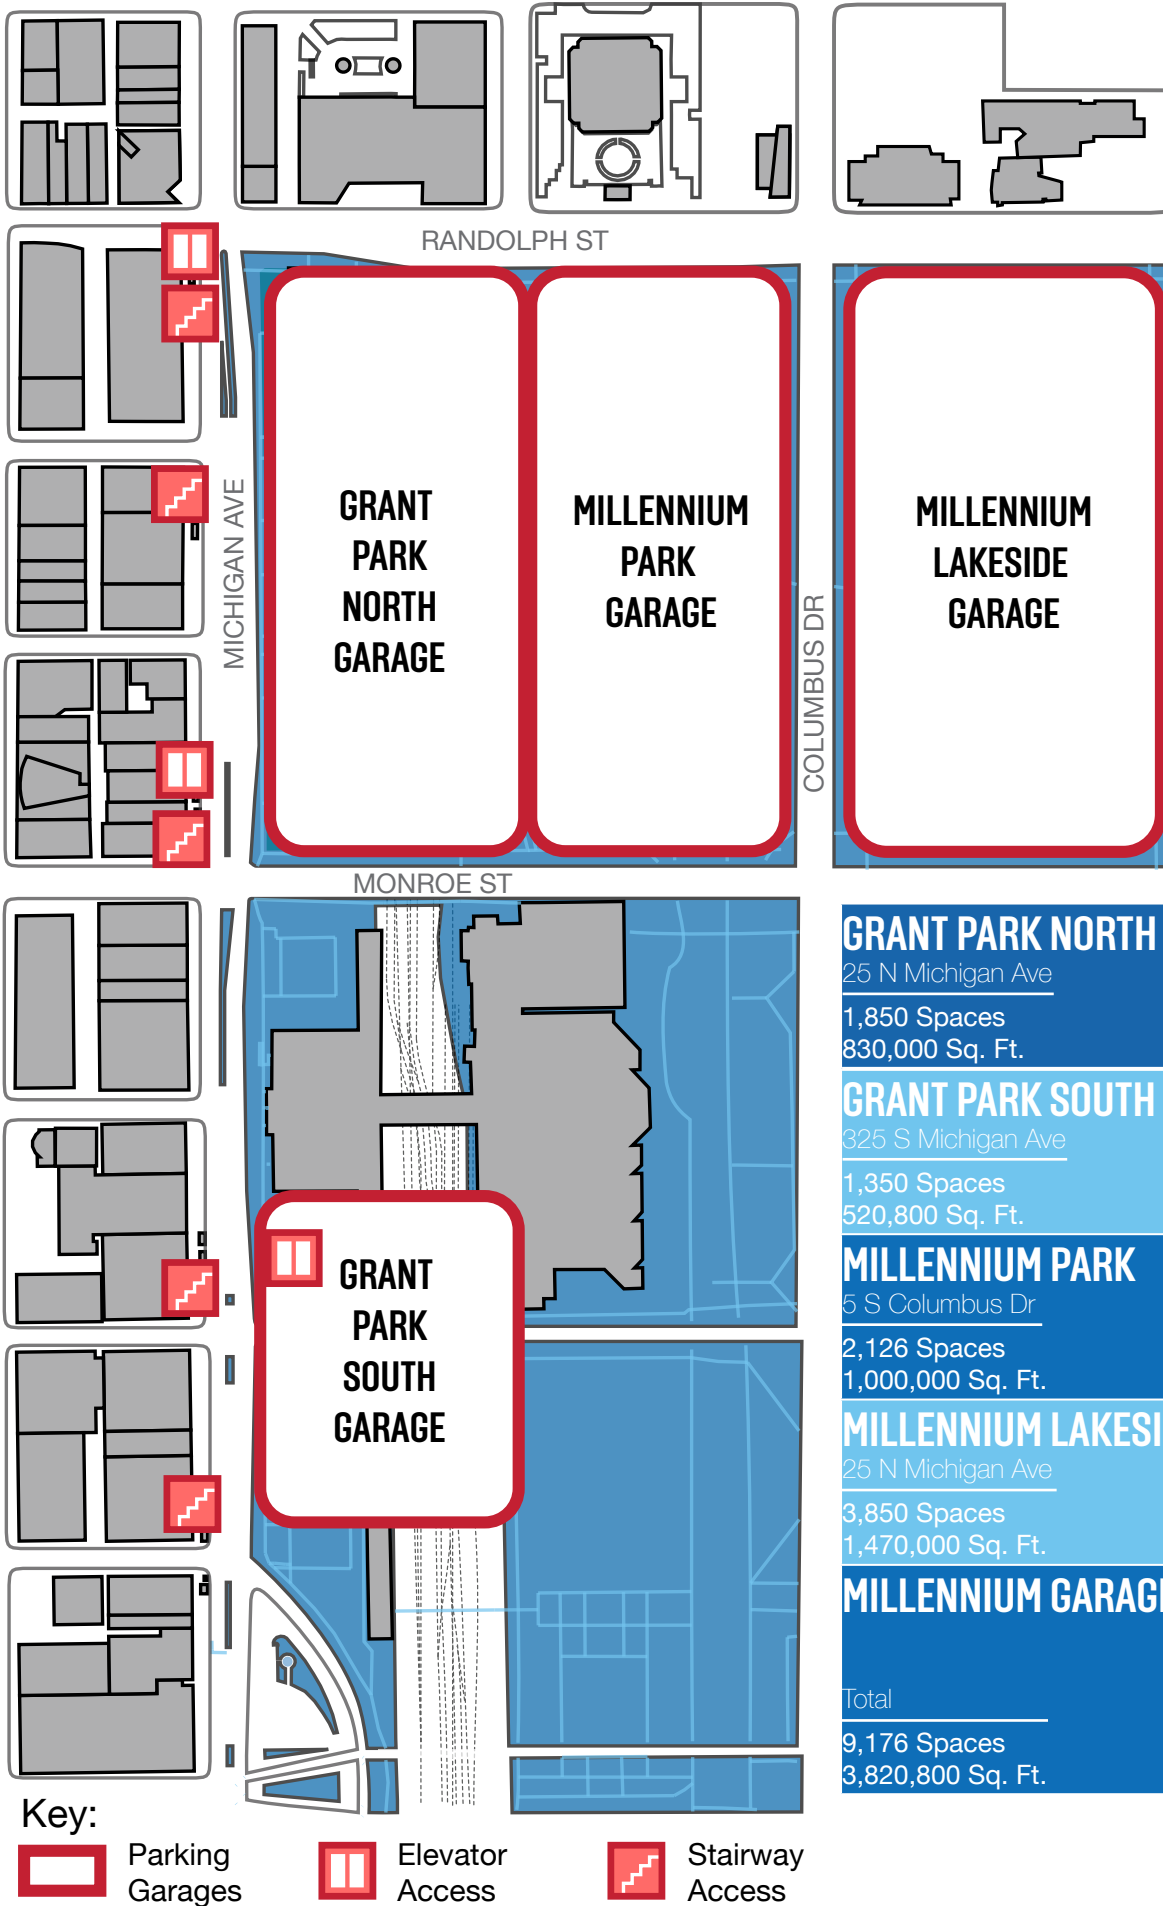 RANDOLPH ST
MICHIGAN AVE
GRANT
PARK
NORTH
GARAGE
MILLENNIUM
PARK
GARAGE
COLUMBUS DR
MILLENNIUM
LAKESIDE
GARAGE
MONROE ST
GRANT
PARK
SOUTH
GARAGE
GRANT PARK NORTH
25 N Michigan Ave
1,850 Spaces
830,000 Sq. Ft.
GRANT PARK SOUTH
325 S Michigan Ave
1,350 Spaces
520,800 Sq. Ft.
MILLENNIUM PARK
5 S Columbus Dr
2,126 Spaces
1,000,000 Sq. Ft.
MILLENNIUM LAKESI
25 N Michigan Ave
3,850 Spaces
1,470,000 Sq. Ft.
MILLENNIUM GARAG
Total
9,176 Spaces
3,820,800 Sq. Ft.
Key:
Parking
Garages
Elevator
Access
Stairway
Access